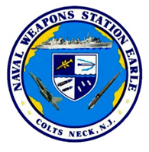 NAVAL WEAPONS STATION EARLE
COLTS NECK, N.J.